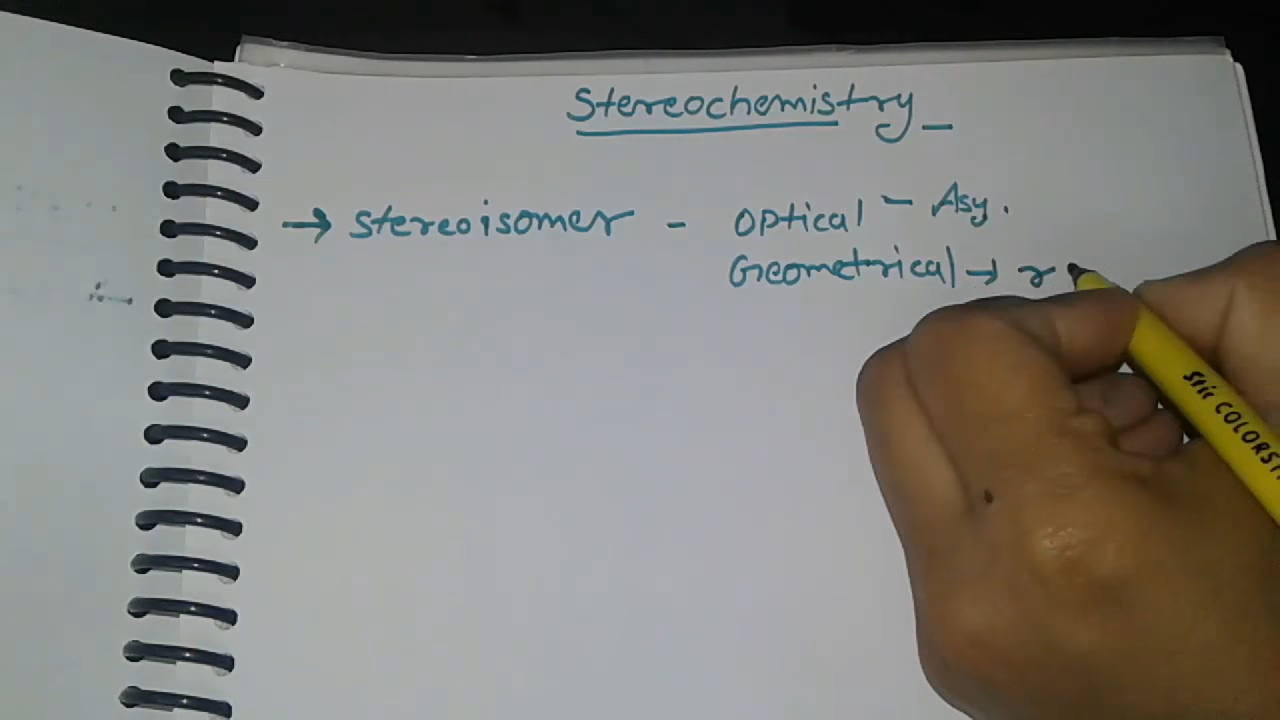 Stereochemistry
→ stereoisomer - optical - Asy.
Geometrical → r
Stic COLORST